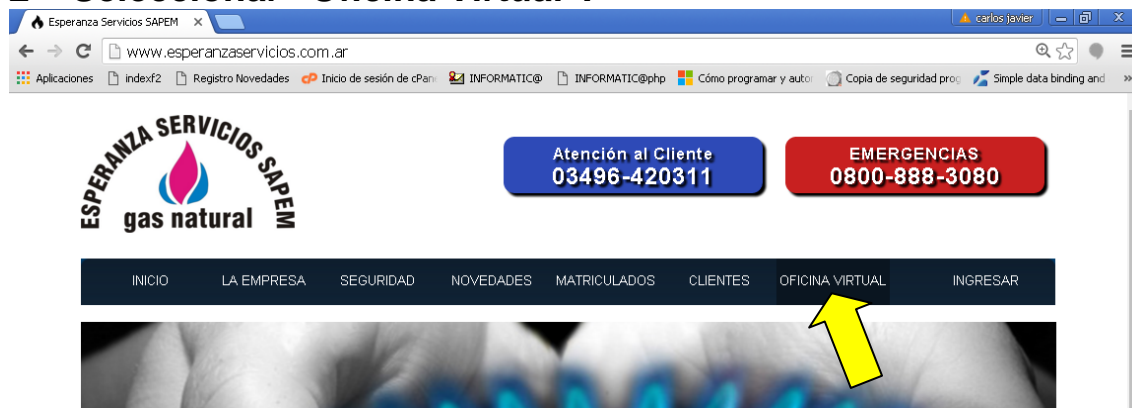 Esperanza Servicios SAPEM
carlos javier
www.esperanzaservicios.com.ar
Aplicaciones indexf2 Registro Novedades Inicio de sesión de cPan INFORMATIC@ INFORMATIC@php Cómo programar y autor Copia de seguridad prog Simple data binding and
ESPERANZA SERVICIOS SAPEM
gas natural
Atención al Cliente
03496-420311
EMERGENCIAS
0800-888-3080
INICIO LA EMPRESA SEGURIDAD NOVEDADES MATRICULADOS CLIENTES OFICINA VIRTUAL INGRESAR